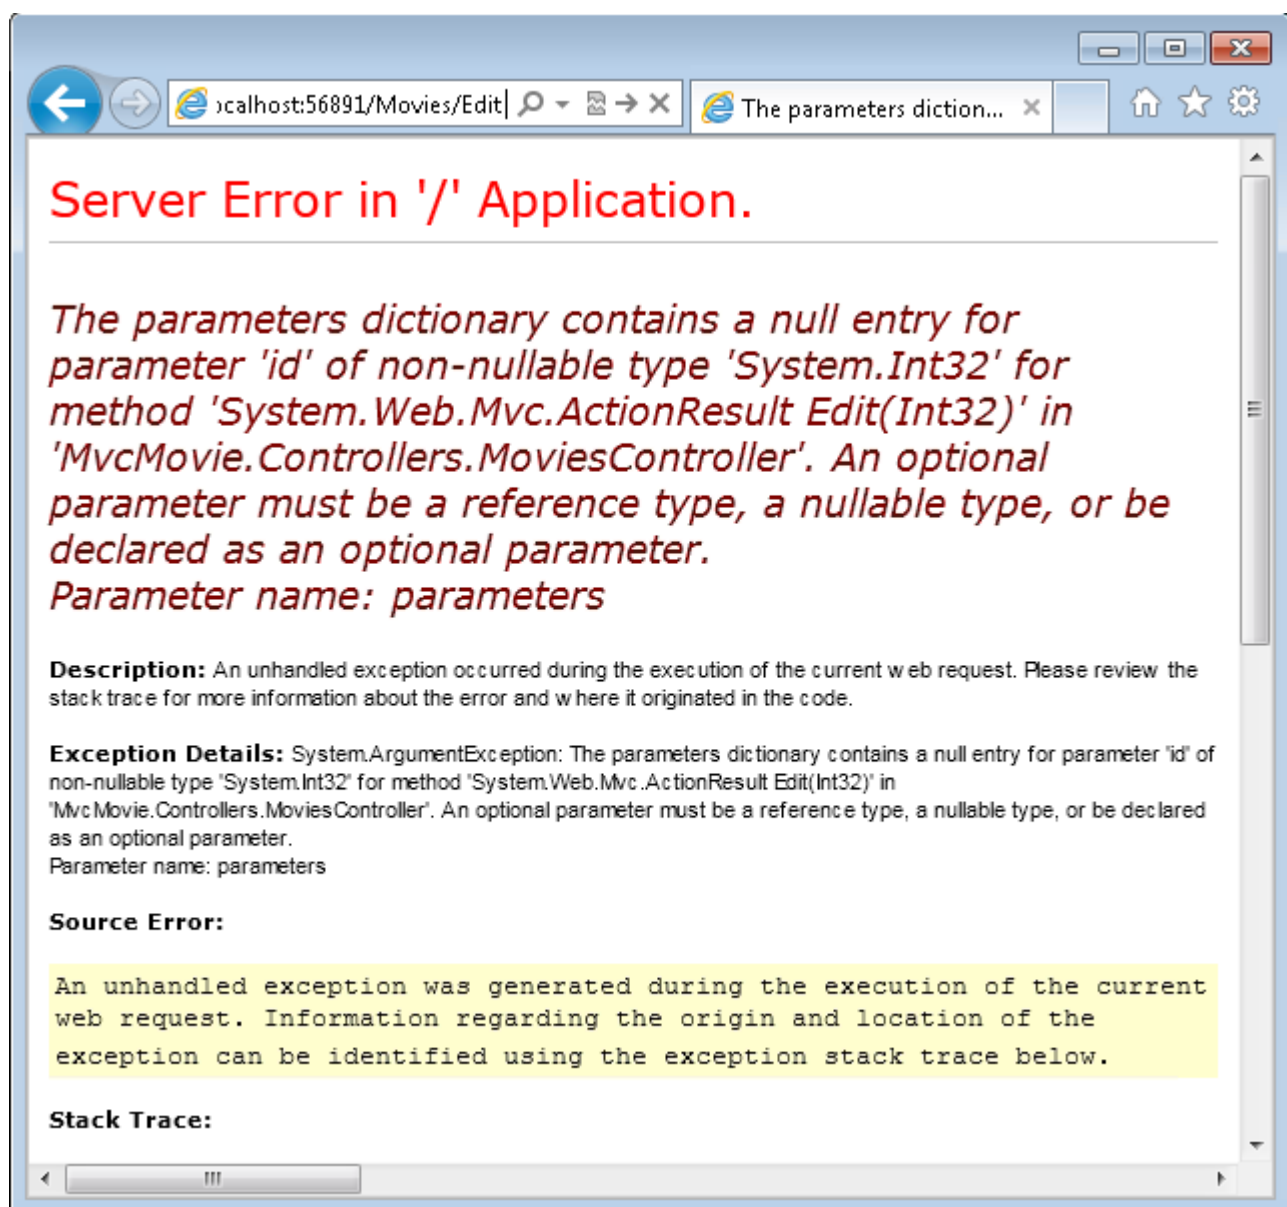 ocalhost:56891/Movies/Edit
The parameters diction...
Server Error in '/' Application.
The parameters dictionary contains a null entry for
parameter 'id' of non-nullable type 'System.Int32' for
method 'System.Web.Mvc.ActionResult Edit(Int32)' in
'MvcMovie.Controllers.MoviesController'. An optional
parameter must be a reference type, a nullable type, or be
declared as an optional parameter.
Parameter name: parameters
Description: An unhandled exception occurred during the execution of the current web request. Please review the
stack trace for more information about the error and where it originated in the code.
Exception Details: System.ArgumentException: The parameters dictionary contains a null entry for parameter 'id' of
non-nullable type 'System.Int32' for method 'System.Web.Mvc.ActionResult Edit(Int32)' in
'MvcMovie.Controllers.MoviesController'. An optional parameter must be a reference type, a nullable type, or be declared
as an optional parameter.
Parameter name: parameters
Source Error:
An unhandled exception was generated during the execution of the current
web request. Information regarding the origin and location of the
exception can be identified using the exception stack trace below.
Stack Trace: